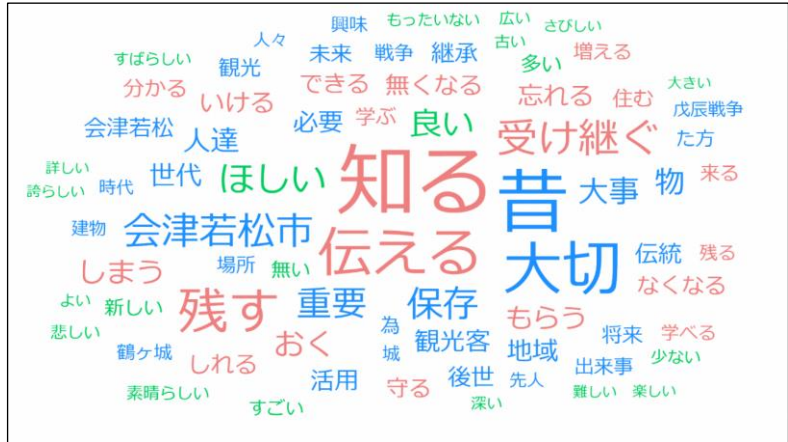 興味 もったいない 広い さびしい
人々 未来 戦争 継承 古い 増える
すばらしい 観光 多い
分かる いける できる 無くなる 忘れる 住む 大きい
会津若松 人達 必要 学ぶ 良い 受け継ぐ 戊辰戦争
た方
詳しい 世代 ほしい 知る 昔 大事 物 来る
誇らしい 時代
建物 会津若松市 伝える 大切 伝統 残る
しまう 場所 無い なくなる
よい 新しい 残す 重要 保存 もらう
悲しい 為 将来 学べる
鶴ヶ城 しれる おく 城 観光客 地域 出来事 少ない
素晴らしい 活用 守る 後世 先人 難しい 楽しい
すごい 深い